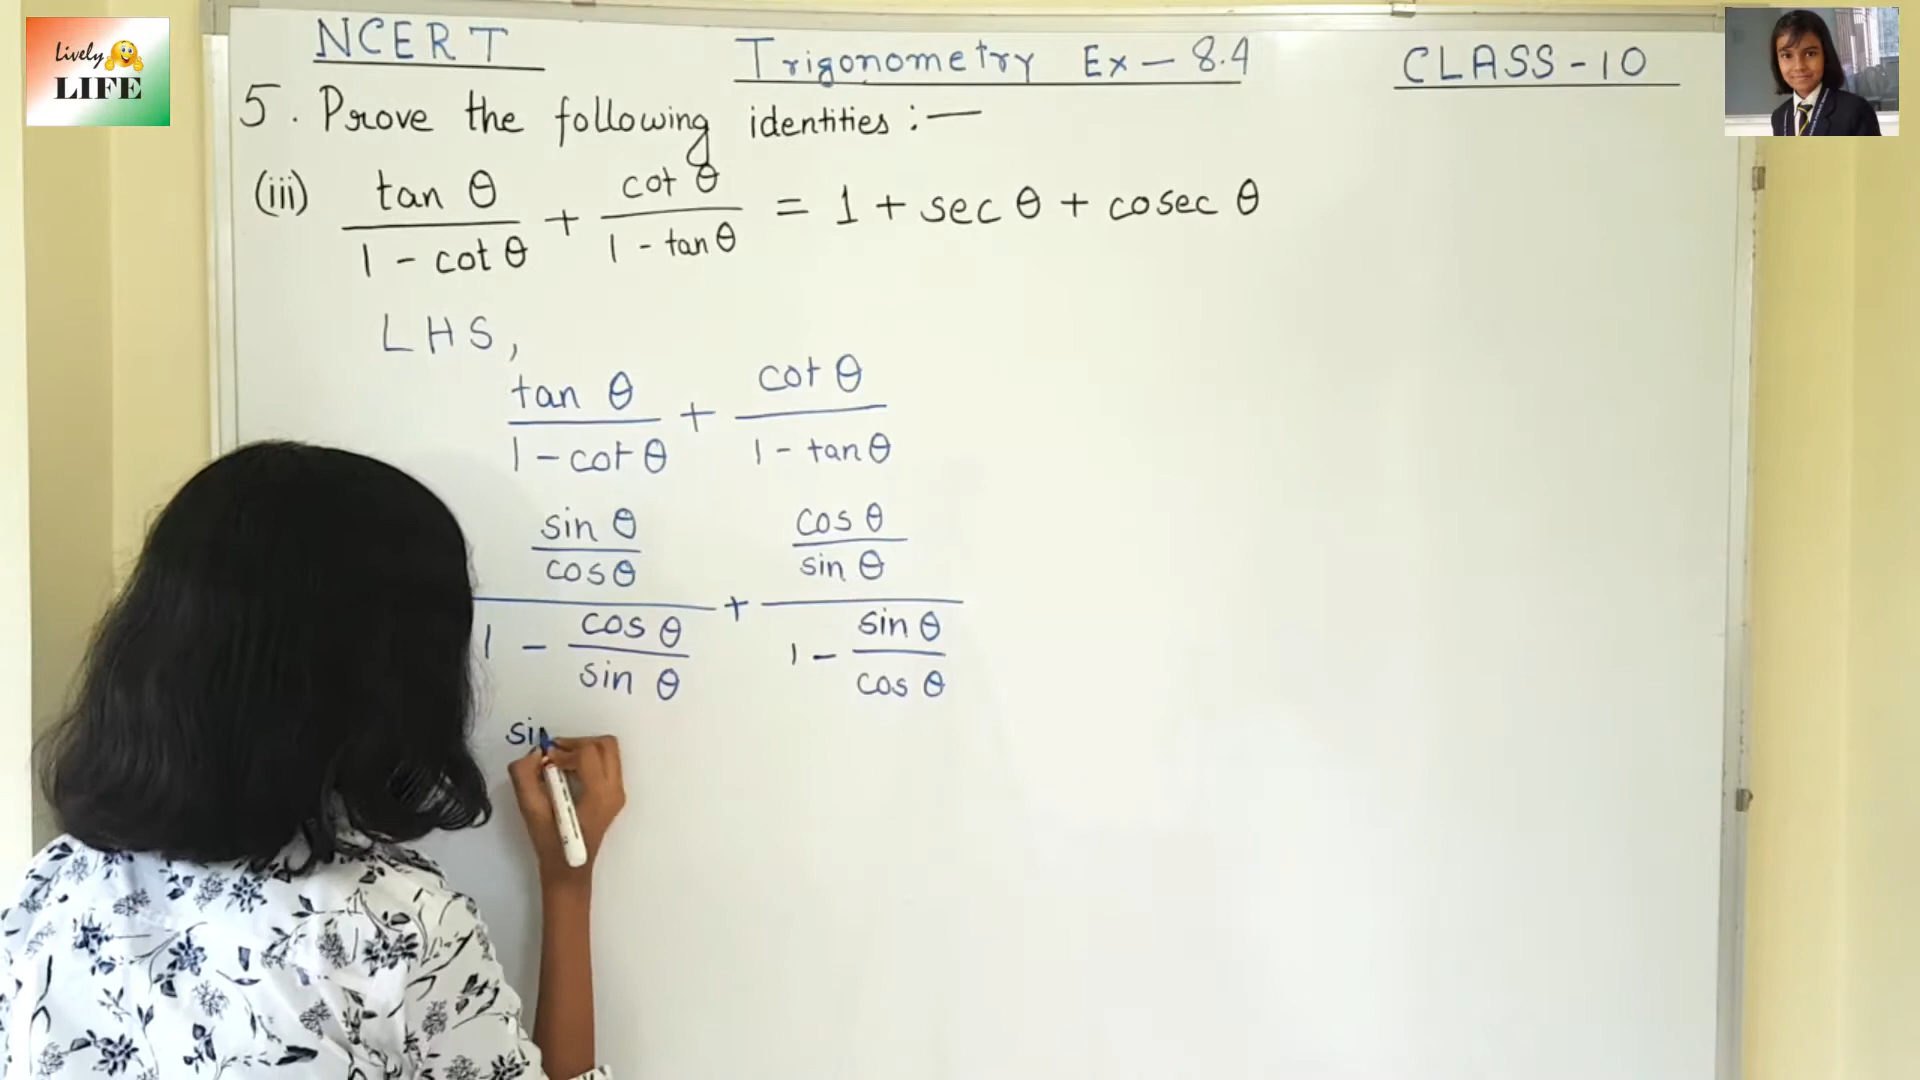 Lively
LIFE
NCERT Trigonometry Ex - 8.4 CLASS - 10
5. Prove the following identities :—
(iii) tan θ / 1 - cot θ + cot θ / 1 - tan θ = 1 + sec θ + cosec θ
LHS,
tan θ / 1 - cot θ + cot θ / 1 - tan θ
sin θ / cos θ / 1 - cos θ / sin θ + cos θ / sin θ / 1 - sin θ / cos θ
sin